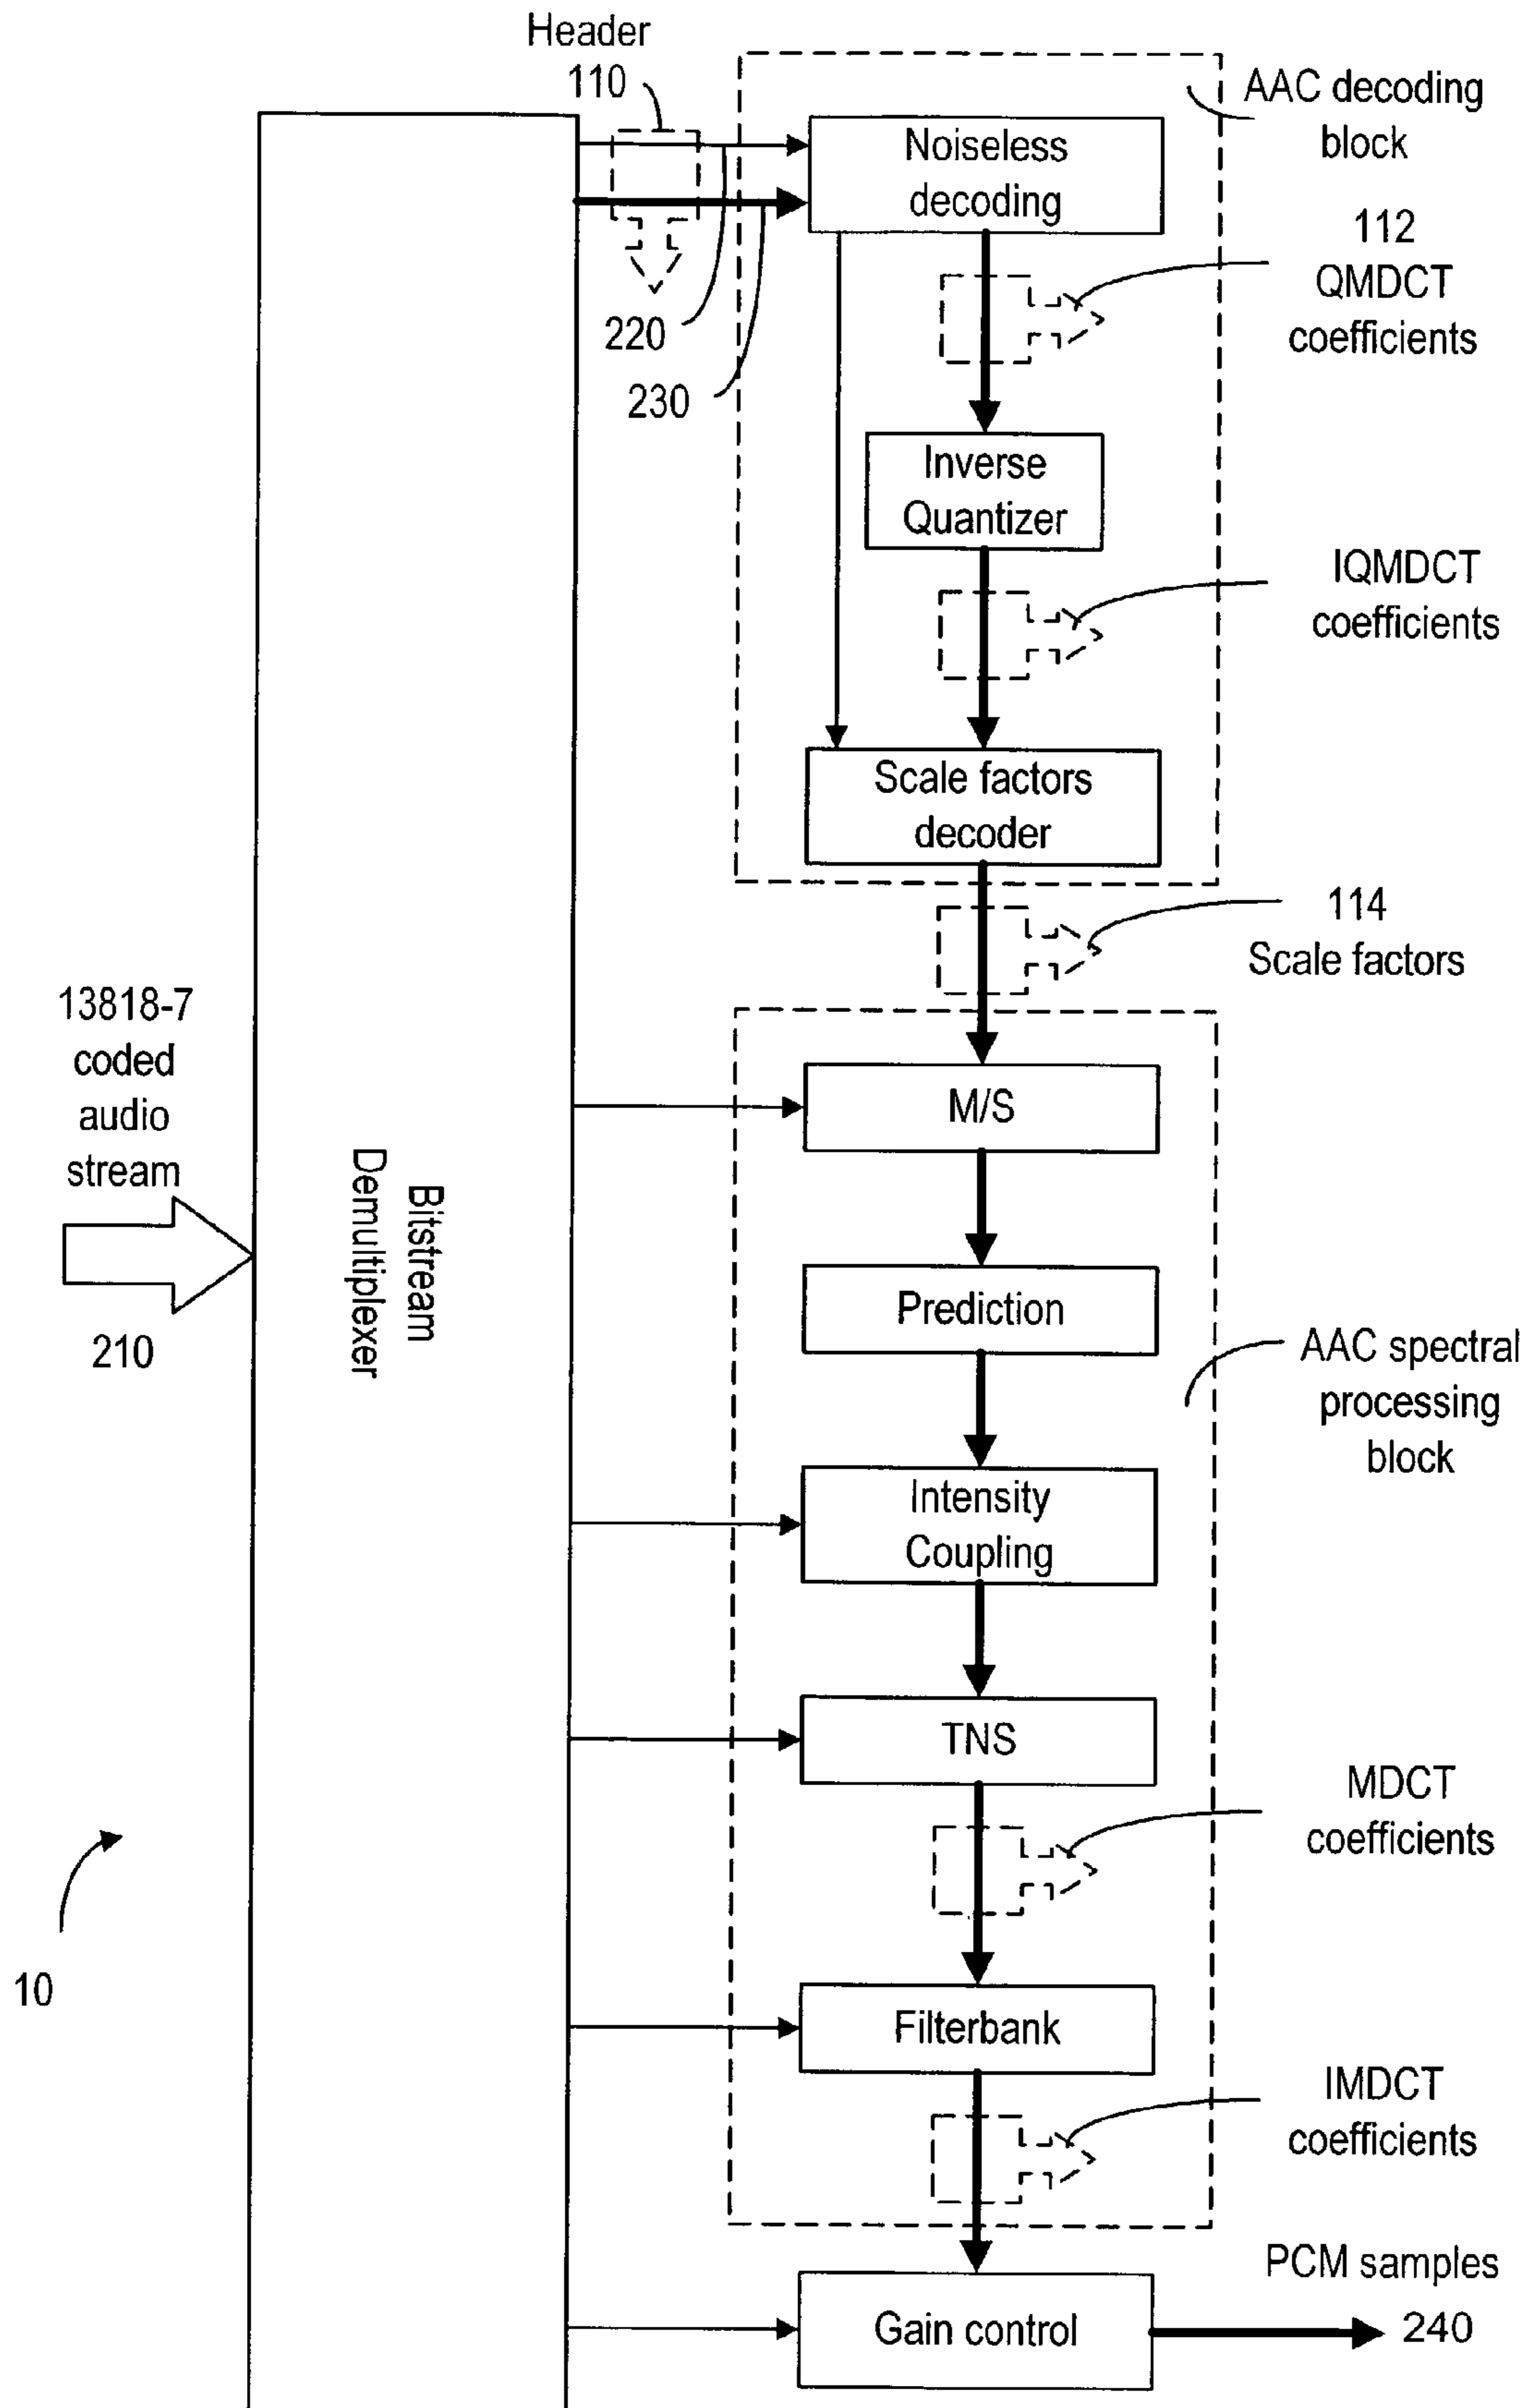 Header
110
AAC decoding
block
Noiseless
decoding
112
QMDCT
coefficients
220
230
Inverse
Quantizer
IQMDCT
coefficients
Scale factors
decoder
114
Scale factors
13818-7
coded
audio
stream
210
Bitstream
Demultiplexer
M/S
Prediction
AAC spectral
processing
block
Intensity
Coupling
TNS
MDCT
coefficients
10
Filterbank
IMDCT
coefficients
PCM samples
240
Gain control